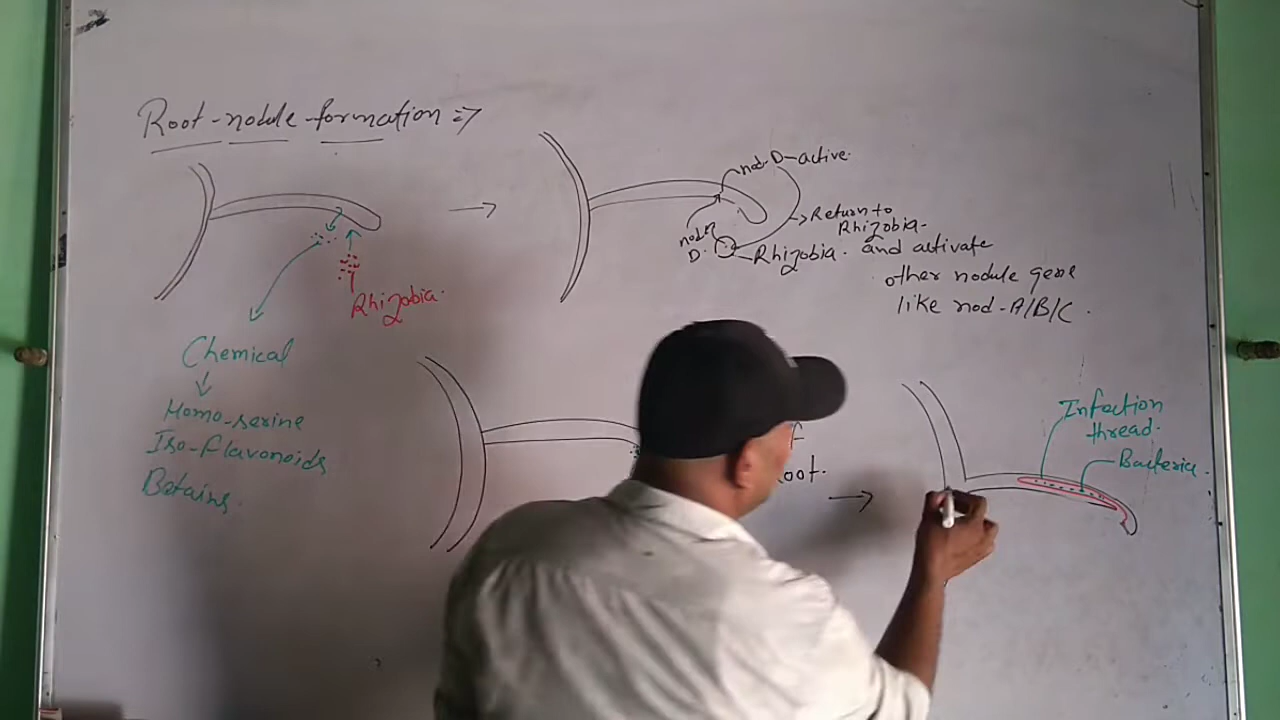 Root-nodule formation =>
nod-D-active.
Return to
Rhizobia-
and activate
other nodule gene
like nod-A/B/C.
nod
D.
Rhizobia.
Rhizobia.
Chemical
Homo-serine
Iso-flavonoids
Betains.
Infection
thread.
Bacteria.